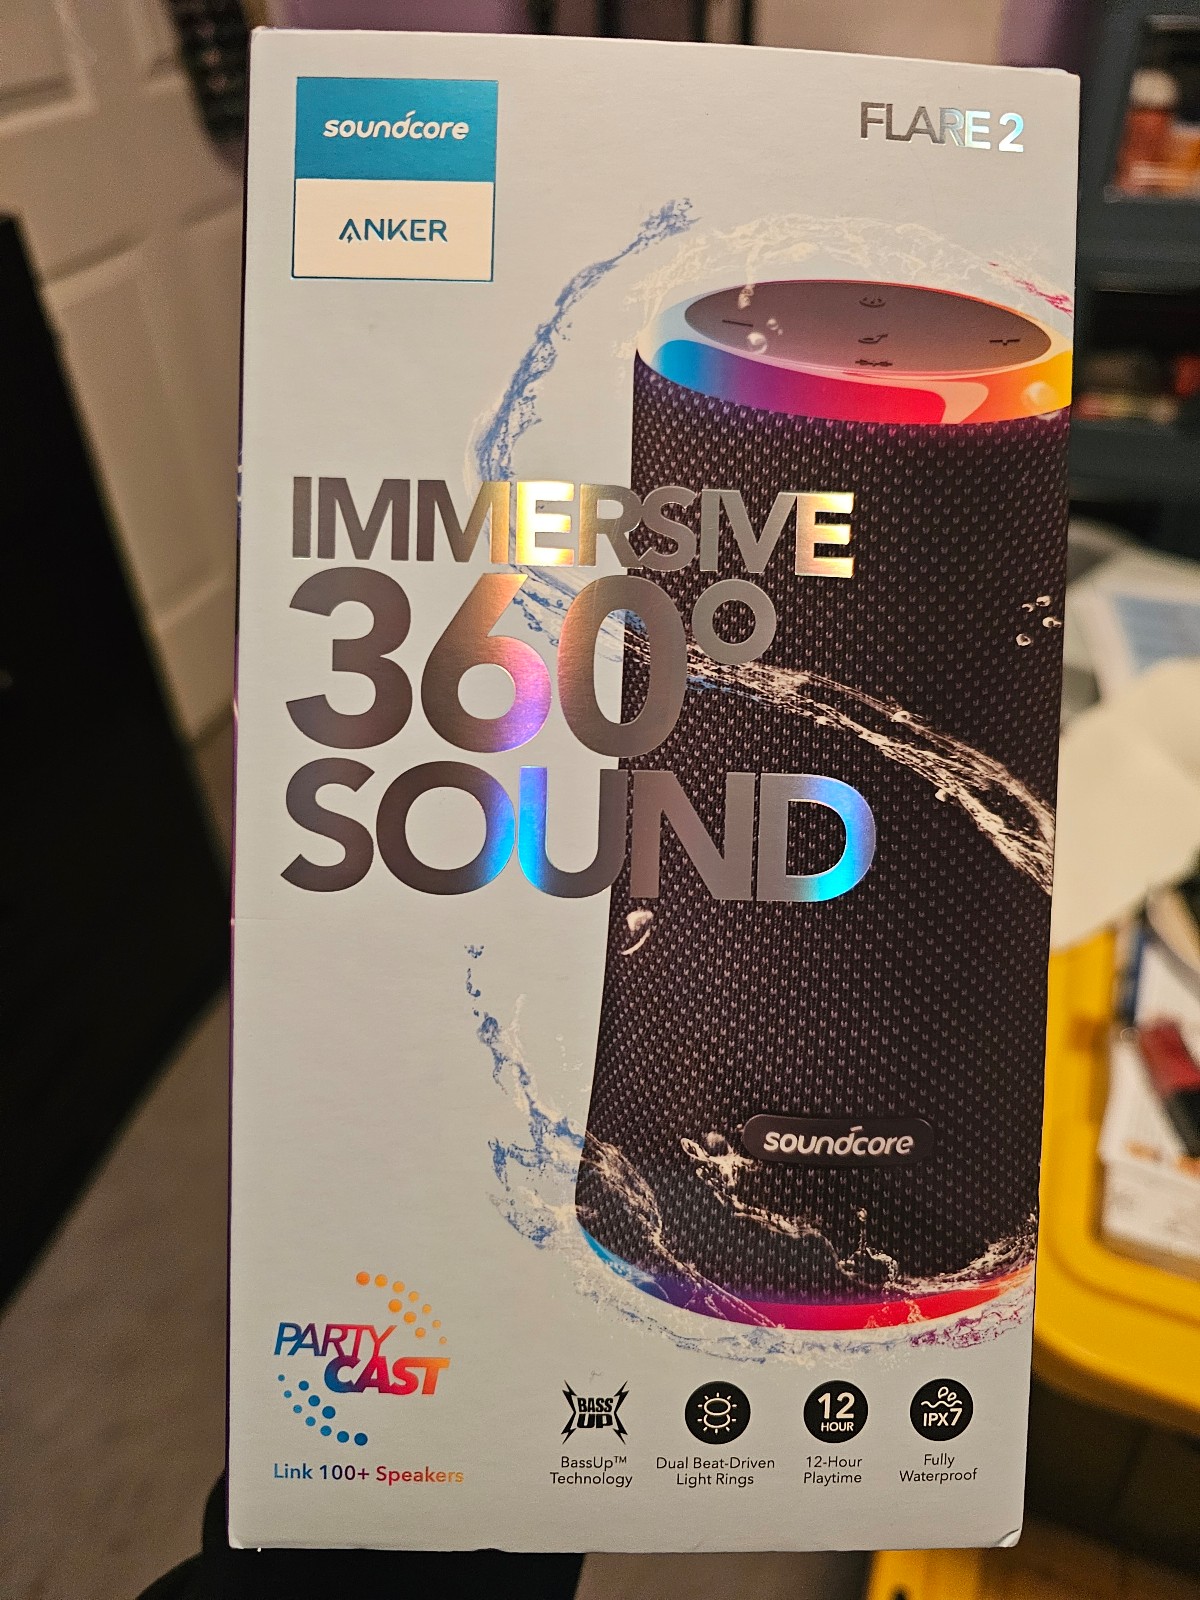 soundcore
ANKER
FLARE 2
IMMERSIVE
360°
SOUND
soundcore
PARTY
CAST
Link 100+ Speakers
BASS
UP
BassUp™
Technology
Dual Beat-Driven
Light Rings
12
HOUR
12-Hour
Playtime
IPX7
Fully
Waterproof